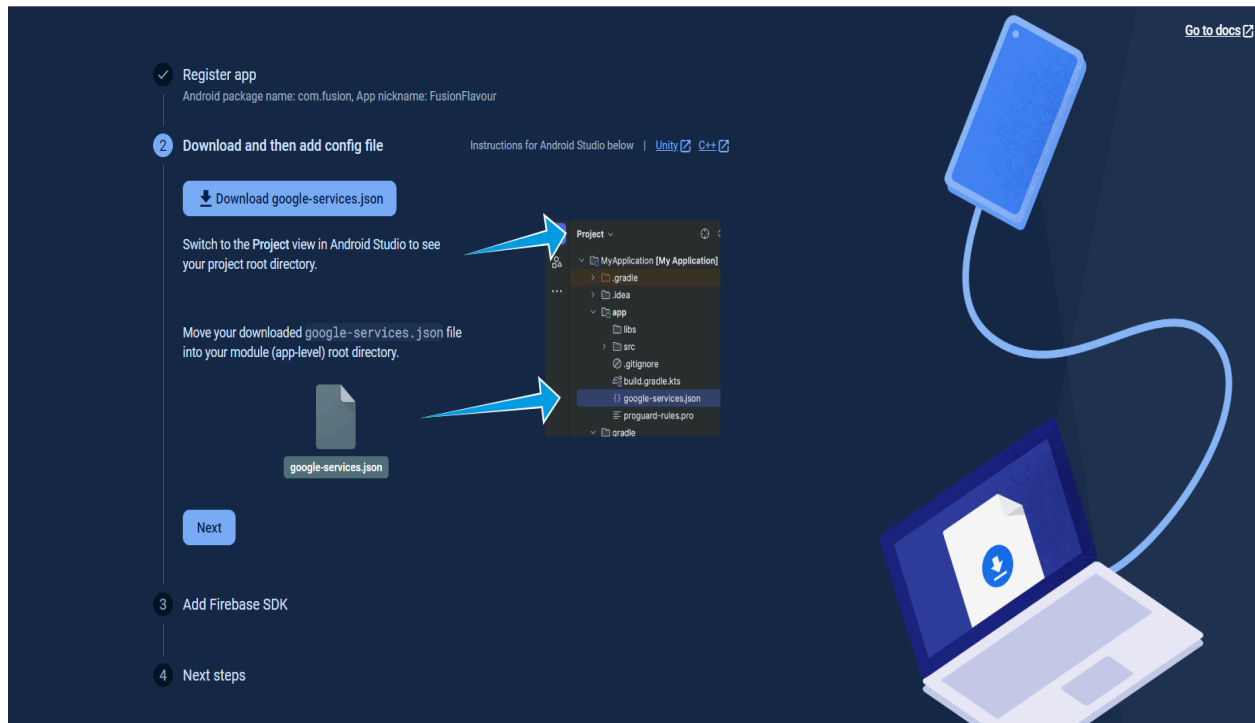 Go to docs
Register app
Android package name: com.fusion, App nickname: FusionFlavour
2
Download and then add config file
Instructions for Android Studio below | Unity C++
Download google-services.json
Switch to the Project view in Android Studio to see
your project root directory.
Move your downloaded google-services.json file
into your module (app-level) root directory.
google-services.json
Project
MyApplication [My Application]
.gradle
.idea
app
libs
src
.gitignore
build.gradle.kts
google-services.json
proguard-rules.pro
gradle
Next
3
Add Firebase SDK
4
Next steps